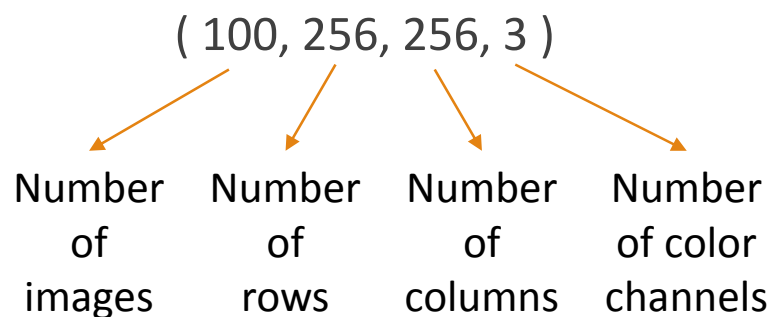 ( 100, 256, 256, 3 )
Number
of
images
Number
of
rows
Number
of
columns
Number
of color
channels